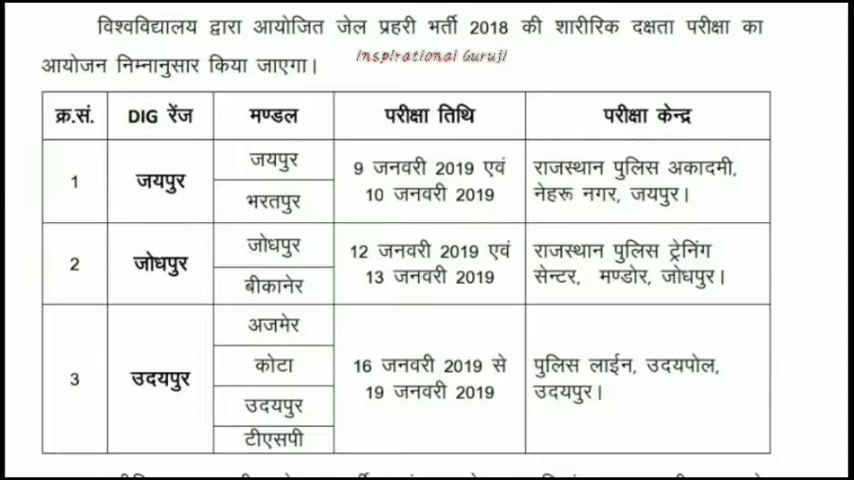 विश्वविद्यालय द्वारा आयोजित जेल प्रहरी भर्ती 2018 की शारीरिक दक्षता परीक्षा का
आयोजन निम्नानुसार किया जाएगा।
Inspirational Guruji
क्र.सं. DIG रेंज मण्डल परीक्षा तिथि परीक्षा केन्द्र
1
जयपुर
जयपुर
भरतपुर
9 जनवरी 2019 एवं
10 जनवरी 2019
राजस्थान पुलिस अकादमी,
नेहरू नगर, जयपुर।
2
जोधपुर
जोधपुर
बीकानेर
12 जनवरी 2019 एवं
13 जनवरी 2019
राजस्थान पुलिस ट्रेनिंग
सेन्टर, मण्डोर, जोधपुर।
3
उदयपुर
अजमेर
कोटा
उदयपुर
टीएसपी
16 जनवरी 2019 से
19 जनवरी 2019
पुलिस लाईन, उदयपोल,
उदयपुर।